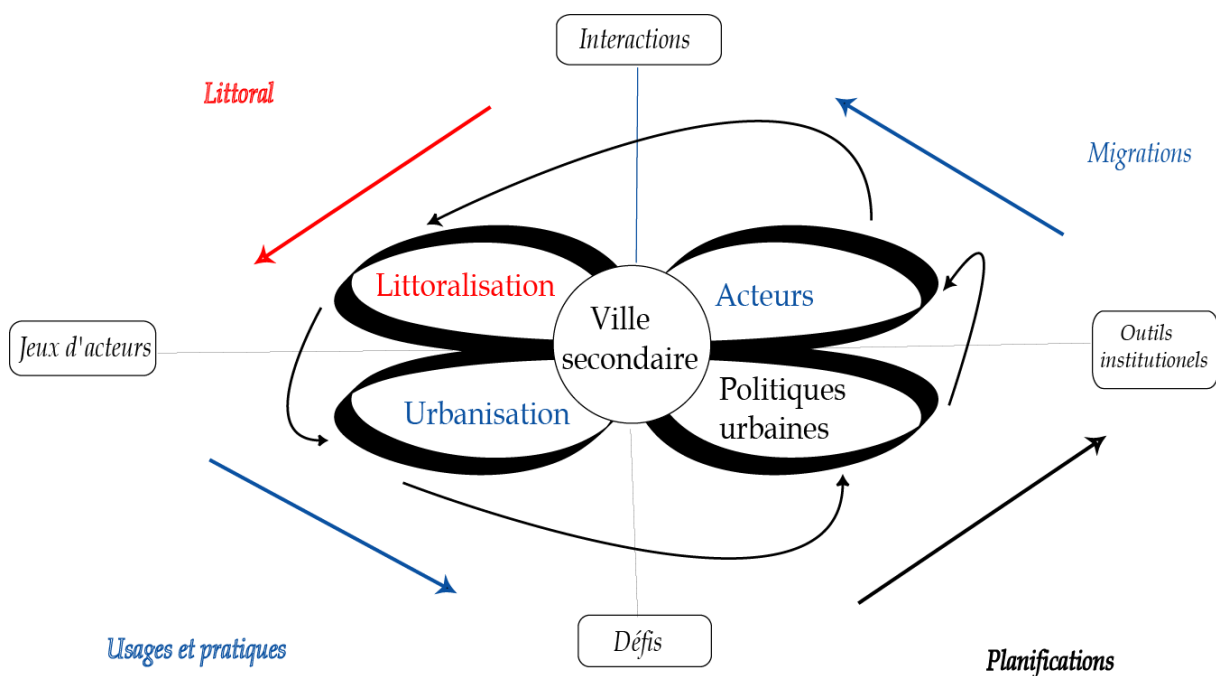 Interactions
Littoral
Migrations
Littoralisation
Acteurs
Ville
secondaire
Jeux d'acteurs
Outils
institutionels
Urbanisation
Politiques
urbaines
Défis
Usages et pratiques
Planifications